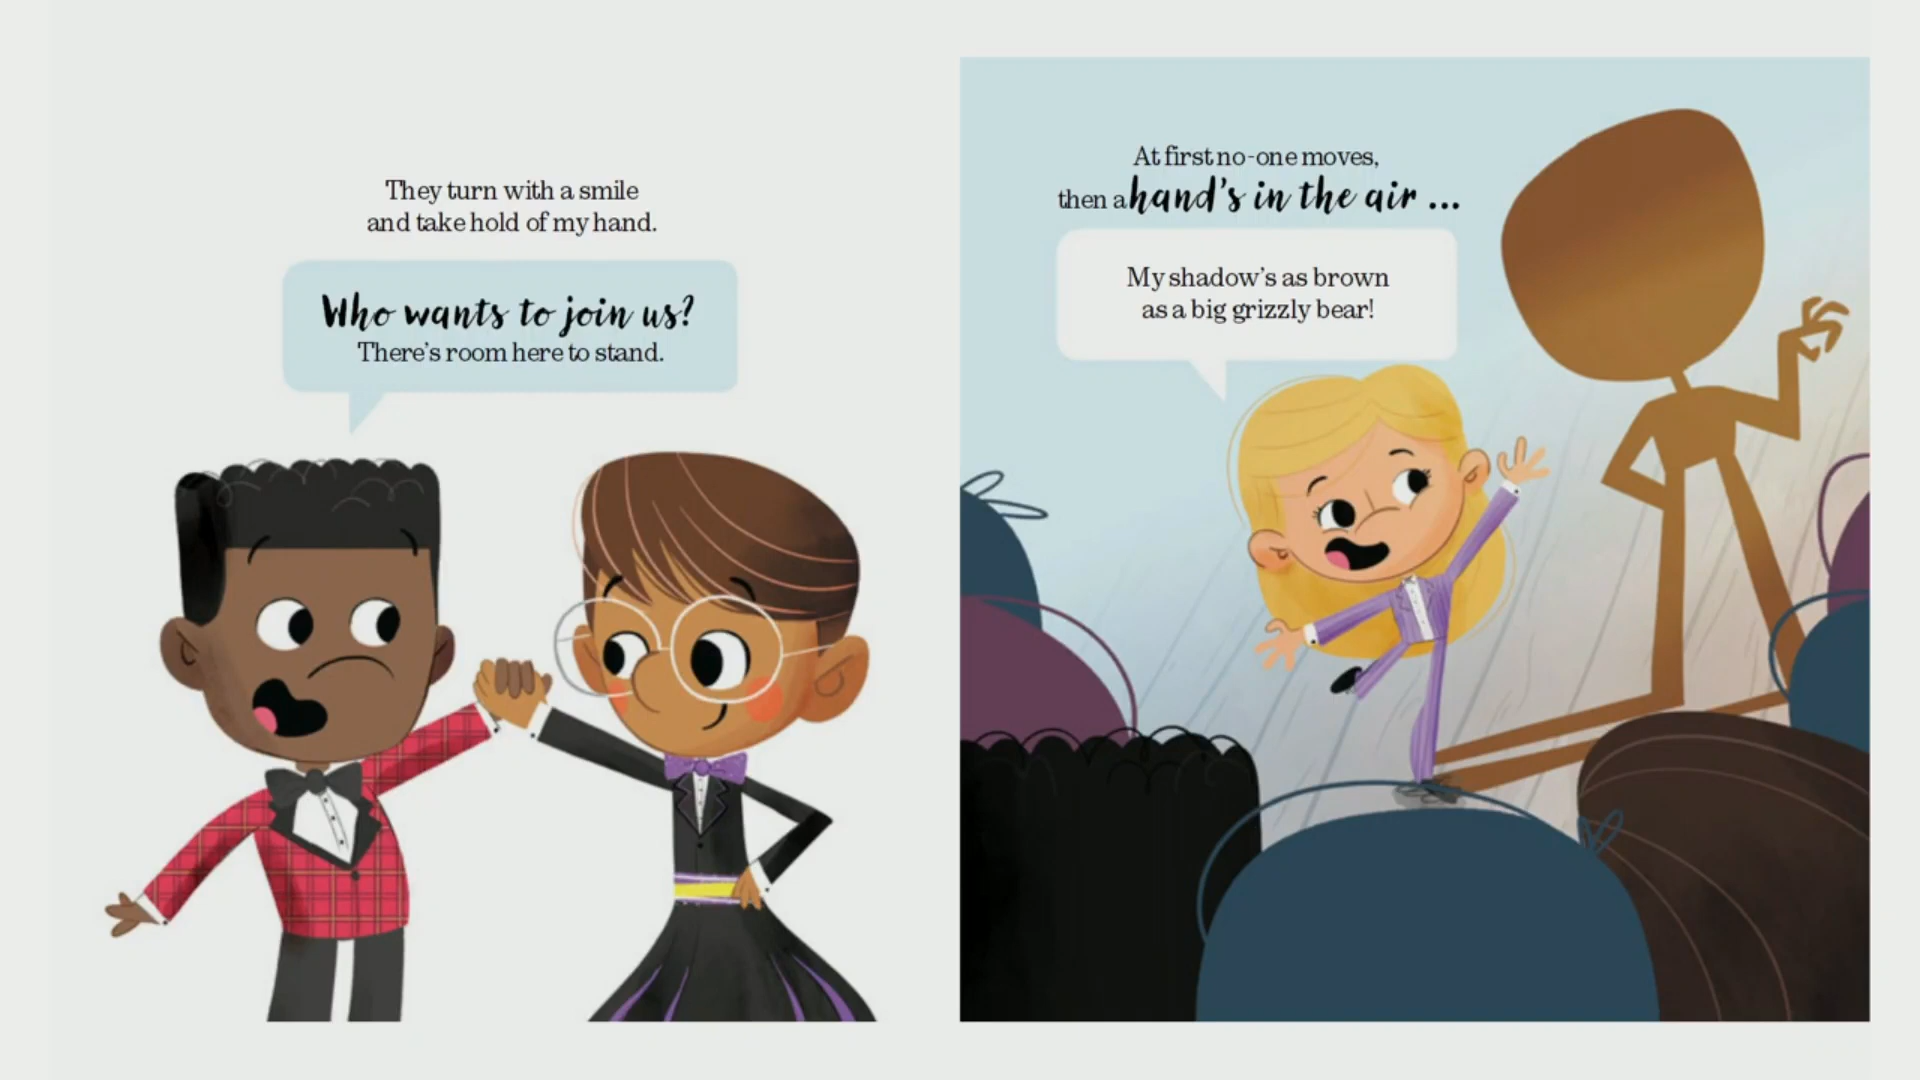 They turn with a smile
and take hold of my hand.
Who wants to join us?
There's room here to stand.
At first no-one moves,
then a hand's in the air ...
My shadow's as brown
as a big grizzly bear!